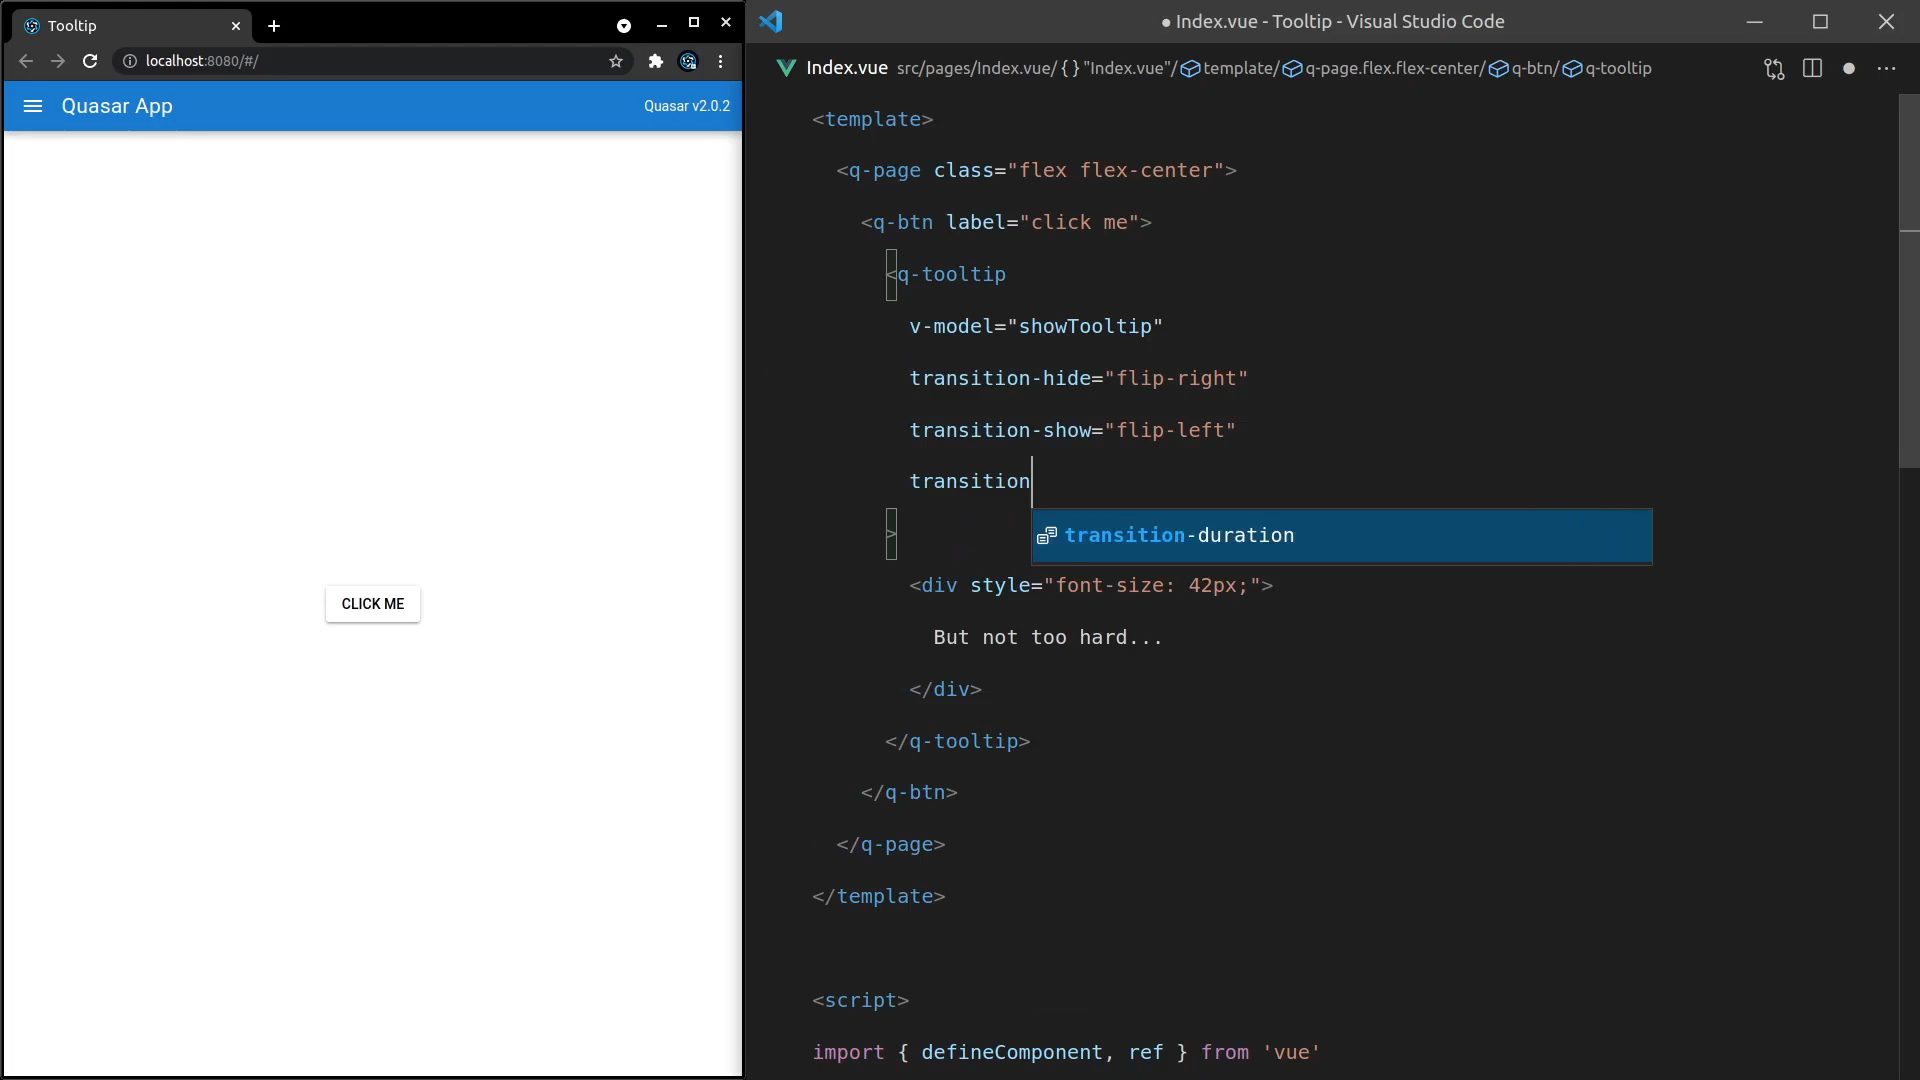 Tooltip
localhost:8080/#/
Quasar App
Quasar v2.0.2
CLICK ME
● Index.vue - Tooltip - Visual Studio Code
Index.vue src/pages/Index.vue/{ }"Index.vue"/template/q-page.flex.flex-center/q-btn/q-tooltip
<template>
<q-page class="flex flex-center">
<q-btn label="click me">
<q-tooltip
v-model="showTooltip"
transition-hide="flip-right"
transition-show="flip-left"
transition
>
transition-duration
<div style="font-size: 42px;">
But not too hard...
</div>
</q-tooltip>
</q-btn>
</q-page>
</template>
<script>
import { defineComponent, ref } from 'vue'